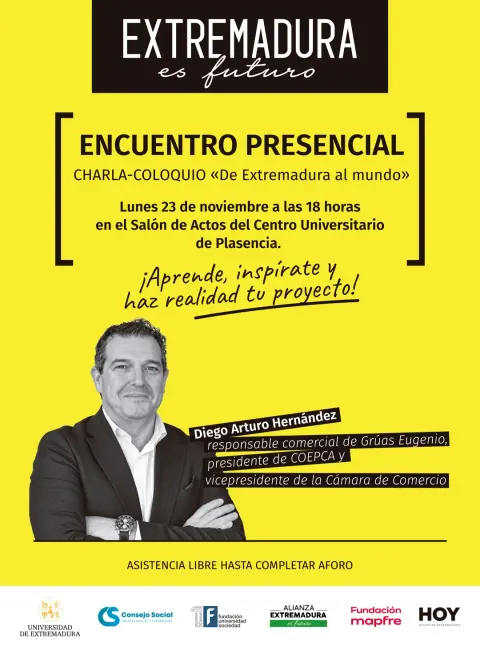 EXTREMADURA
es futuro
ENCUENTRO PRESENCIAL
CHARLA-COLOQUIO «De Extremadura al mundo»
Lunes 23 de noviembre a las 18 horas
en el Salón de Actos del Centro Universitario
de Plasencia.
¡Aprende, inspírate y
haz realidad tu proyecto!
Diego Arturo Hernández
responsable comercial de Grúas Eugenio,
presidente de COEPCA y
vicepresidente de la Cámara de Comercio
ASISTENCIA LIBRE HASTA COMPLETAR AFORO
UNIVERSIDAD
DE EXTREMADURA
Consejo Social
fundación
universidad
sociedad
ALIANZA
EXTREMADURA
es futuro
Fundación
mapfre
HOY